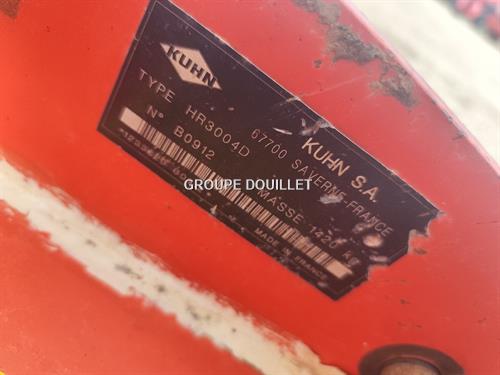 KUHN
KUHN S.A.
67700 SAVERNE-FRANCE
TYPE HR3004D
N° B0912
MASSE 1420 kg
MADE IN FRANCE
GROUPE DOUILLET